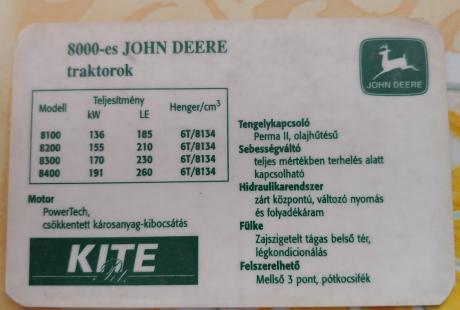 8000-es JOHN DEERE
traktorok
JOHN DEERE
Modell Teljesítmény Henger/cm³
kW LE
8100 136 185 6T/8134
8200 155 210 6T/8134
8300 170 230 6T/8134
8400 191 260 6T/8134
Motor
PowerTech,
csökkentett károsanyag-kibocsátás
KITE
Rt.
Tengelykapcsoló
Perma II, olajhűtésű
Sebességváltó
teljes mértékben terhelés alatt
kapcsolható
Hidraulikarendszer
zárt központú, változó nyomás
és folyadékáram
Fülke
Zajszigetelt tágas belső tér,
légkondicionálás
Felszerelhető
Mellső 3 pont, pótkocsifék